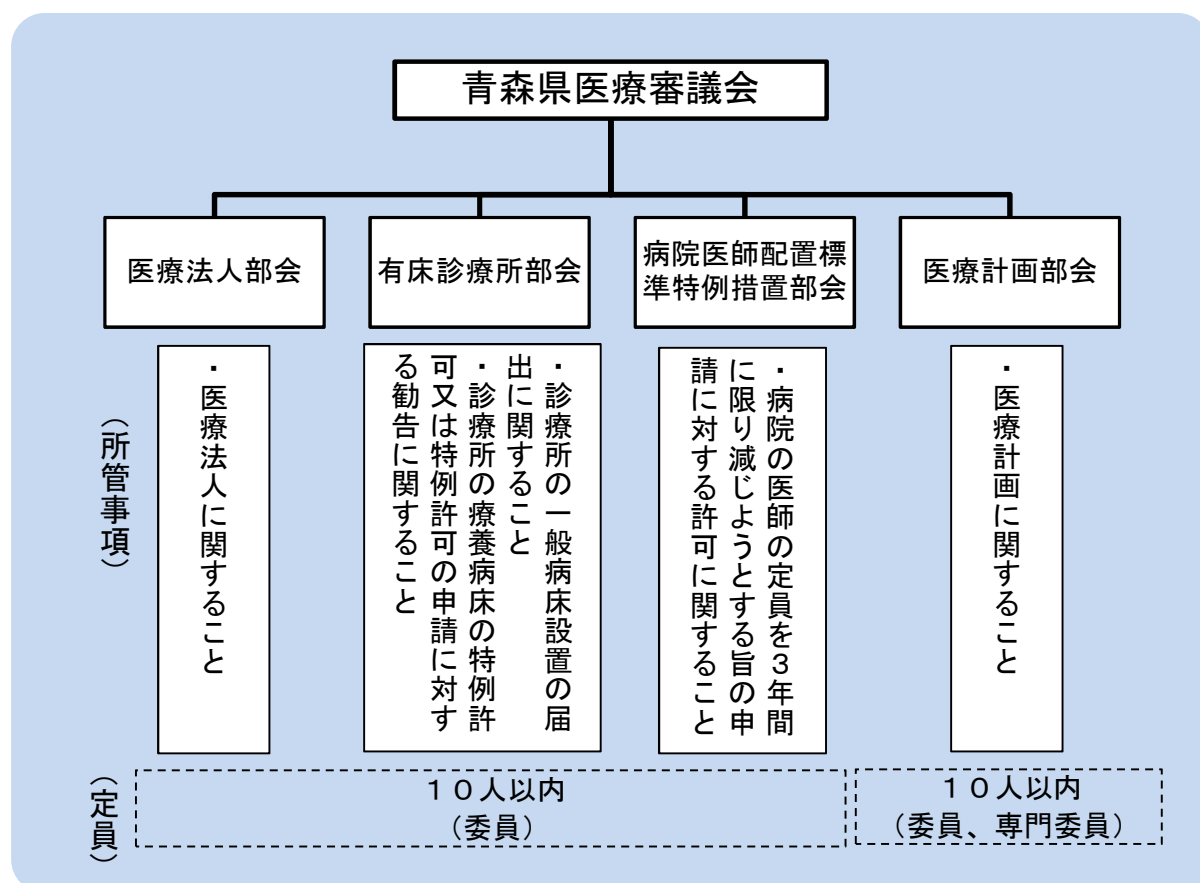 青森県医療審議会
医療法人部会
有床診療所部会
病院医師配置標
準特例措置部会
医療計画部会
（所管事項）
・医療法人に関すること
・診療所の一般病床設置の届
出に関すること
・診療所の療養病床の特例許
可又は特例許可の申請に対す
る勧告に関すること
・病院の医師の定員を３年間
に限り減じようとする旨の申
請に対する許可に関すること
・医療計画に関すること
（定員）
１０人以内
（委員）
１０人以内
（委員、専門委員）